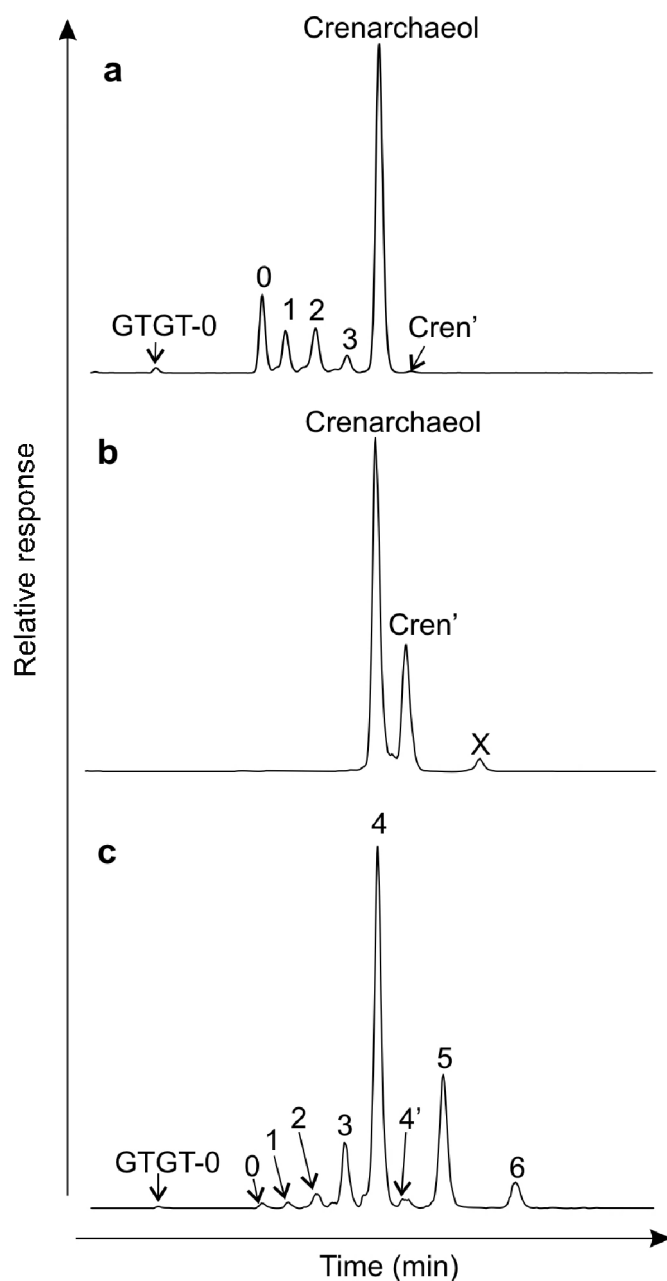 Crenarchaeol
a
0
1
2
3
GTGT-0
Cren’
Relative response
Crenarchaeol
b
Cren’
X
4
c
5
GTGT-0
0
1
2
3
4’
6
Time (min)